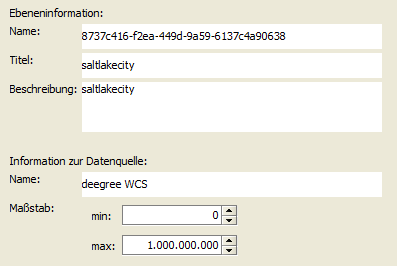 Ebeneninformation:
Name: 8737c416-f2ea-449d-9a59-6137c4a90638
Titel: saltlakecity
Beschreibung: saltlakecity
Information zur Datenquelle:
Name: deegree WCS
Maßstab: min: 0
max: 1.000.000.000